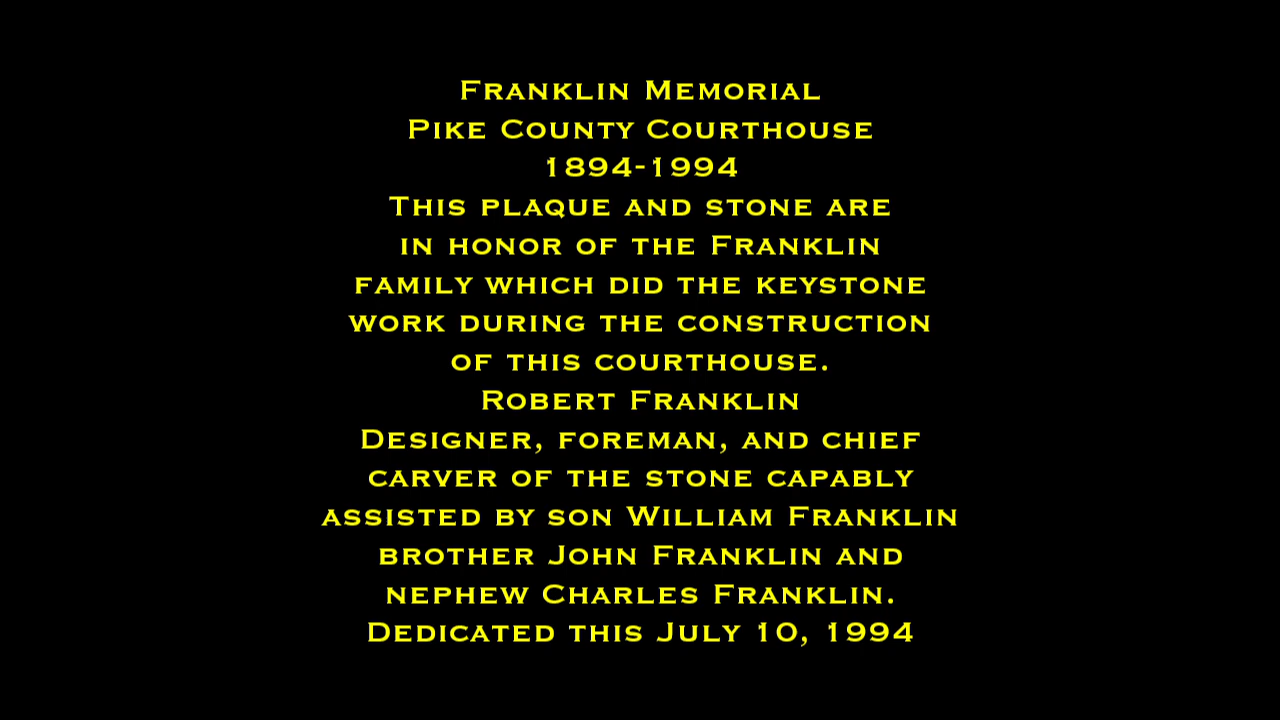 Franklin Memorial
Pike County Courthouse
1894-1994
This plaque and stone are
in honor of the Franklin
family which did the keystone
work during the construction
of this courthouse.
Robert Franklin
Designer, foreman, and chief
carver of the stone capably
assisted by son William Franklin
brother John Franklin and
nephew Charles Franklin.
Dedicated this July 10, 1994